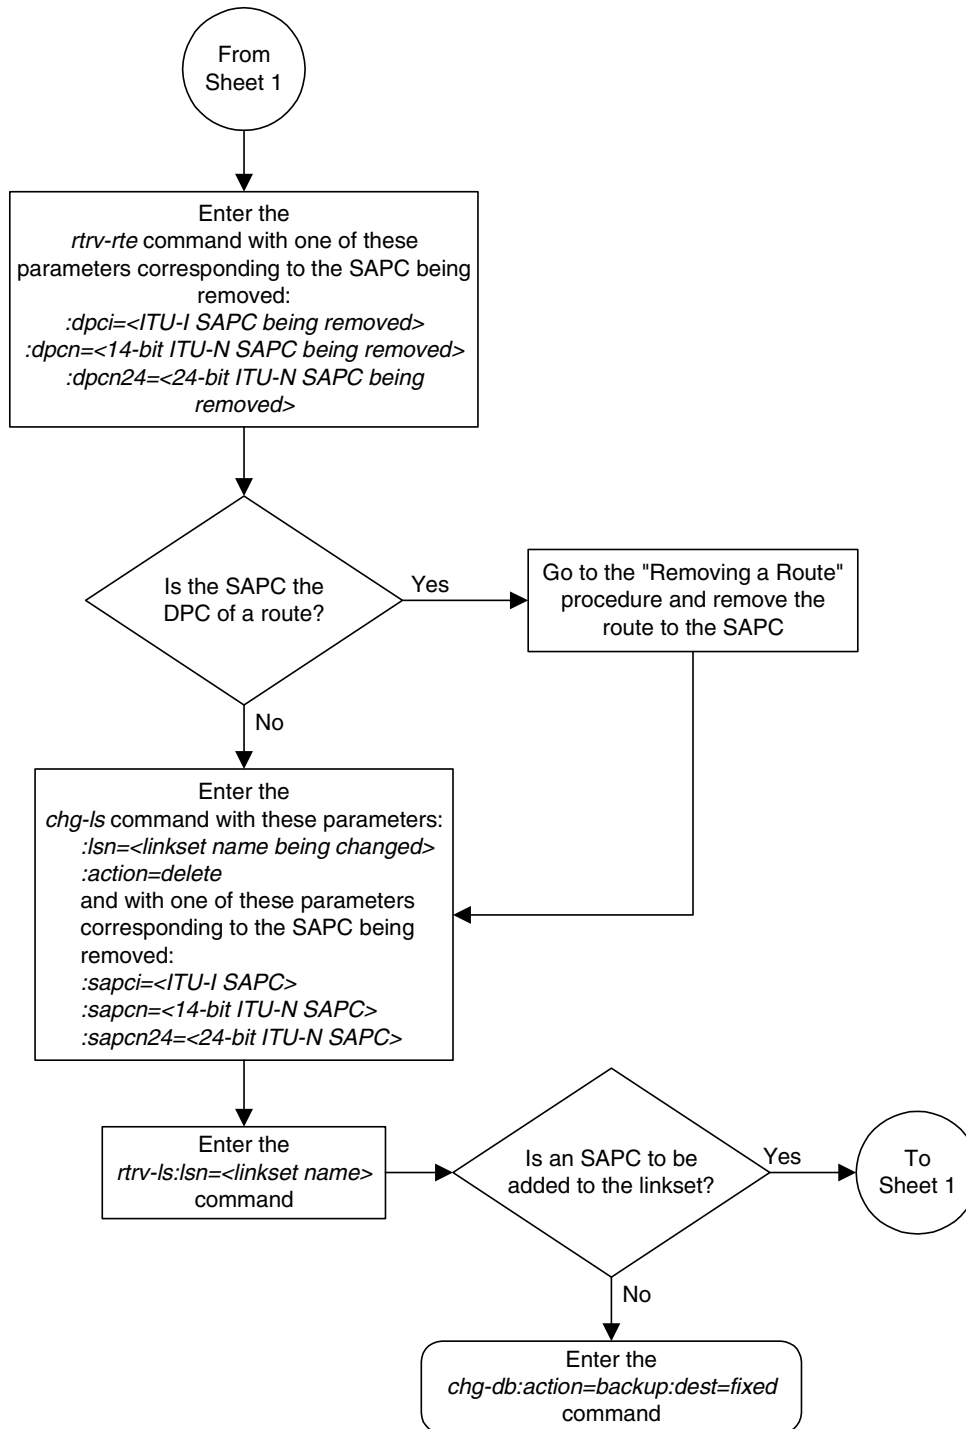 From
Sheet 1
Enter the
rtrv-rte command with one of these
parameters corresponding to the SAPC being
removed:
:dpci=<ITU-I SAPC being removed>
:dpcn=<14-bit ITU-N SAPC being removed>
:dpcn24=<24-bit ITU-N SAPC being
removed>
Is the SAPC the
DPC of a route?
Yes
Go to the "Removing a Route"
procedure and remove the
route to the SAPC
No
Enter the
chg-ls command with these parameters:
:lsn=<linkset name being changed>
:action=delete
and with one of these parameters
corresponding to the SAPC being
removed:
:sapci=<ITU-I SAPC>
:sapcn=<14-bit ITU-N SAPC>
:sapcn24=<24-bit ITU-N SAPC>
Enter the
rtrv-ls:lsn=<linkset name>
command
Is an SAPC to be
added to the linkset?
Yes
To
Sheet 1
No
Enter the
chg-db:action=backup:dest=fixed
command